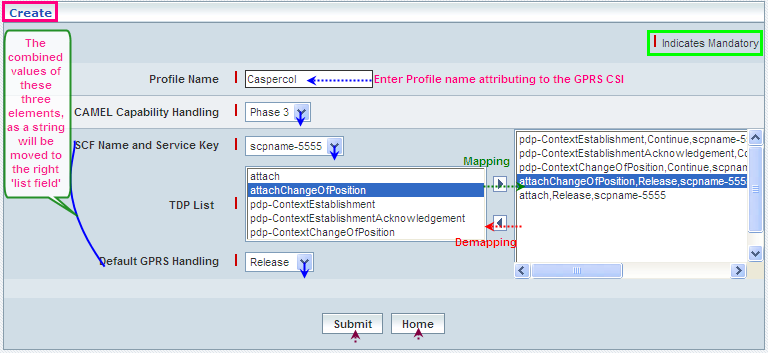 Create
Indicates Mandatory
The
combined
values of
these
three
elements,
as a string
will be
moved to
the right
'list field'
Profile Name
Caspercol
Enter Profile name attributing to the GPRS CSI
CAMEL Capability Handling
Phase 3
SCF Name and Service Key
scpname-5555
TDP List
attach
attachChangeOfPosition
pdp-ContextEstablishment
pdp-ContextEstablishmentAcknowledgement
pdp-ContextChangeOfPosition
Mapping
Demapping
pdp-ContextEstablishment,Continue,scpname-5
pdp-ContextEstablishmentAcknowledgement,Co
pdp-ContextChangeOfPosition,Continue,scpnam
attachChangeOfPosition,Release,scpname-555
attach,Release,scpname-5555
Default GPRS Handling
Release
Submit
Home